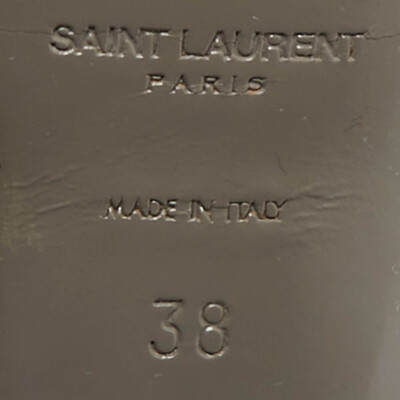 SAINT LAURENT
PARIS
MADE IN ITALY
38